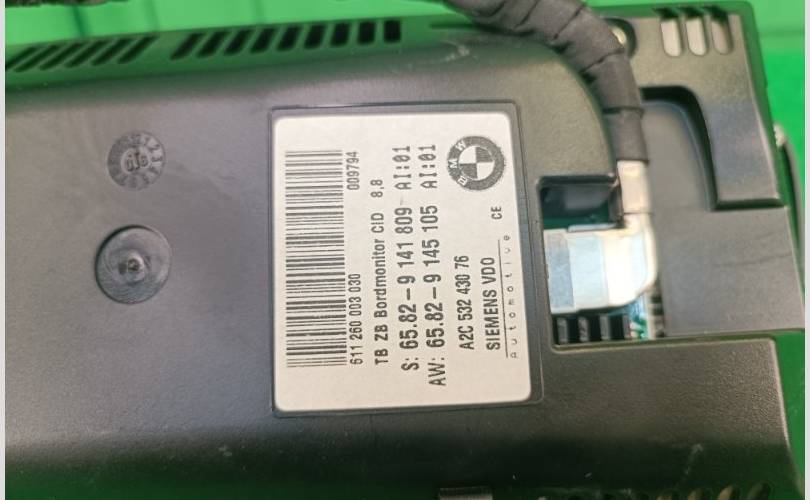 611 260 003 030 009794
TB ZB Bordmonitor CID 8,8
S: 65.82-9 141 809 AI:01
AW: 65.82-9 145 105 AI:01
A2C 532 430 76
SIEMENS VDO CE
Automotive
BMW